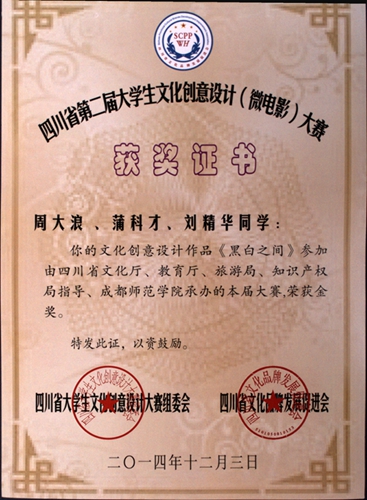 SCPP
WH
四川省第二届大学生文化创意设计（微电影）大赛
获奖证书
周大浪、蒲科才、刘精华同学：
你的文化创意设计作品《黑白之间》参加
由四川省文化厅、教育厅、旅游局、知识产权
局指导、成都师范学院承办的本届大赛,荣获金
奖。
特发此证，以资鼓励。
四川省大学生文化创意设计大赛组委会
四川省文化品牌发展促进会
二〇一四年十二月三日